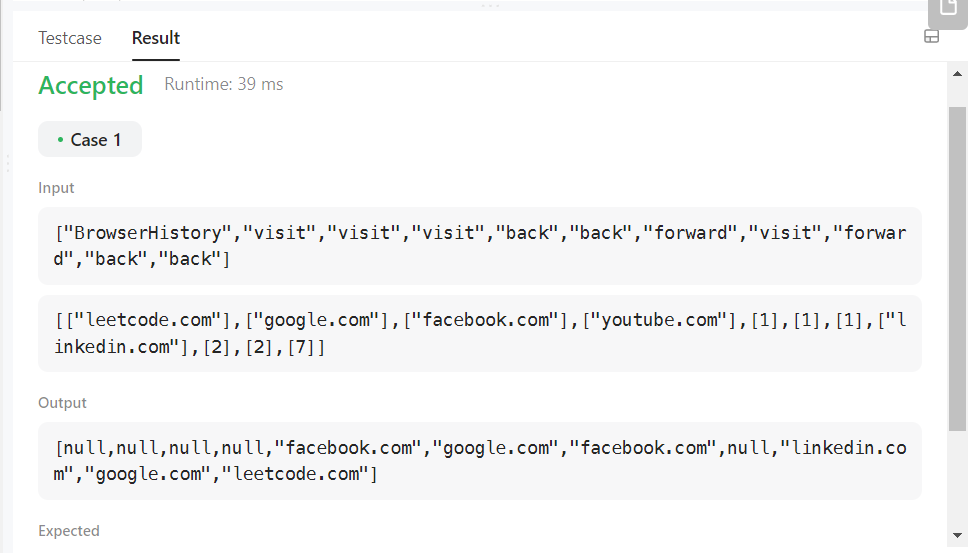 Testcase Result
Accepted Runtime: 39 ms
• Case 1
Input
["BrowserHistory","visit","visit","visit","back","back","forward","visit","forwar
d","back","back"]
[["leetcode.com"],["google.com"],["facebook.com"],["youtube.com"],[1],[1],[1],["l
inkedin.com"],[2],[2],[7]]
Output
[null,null,null,null,"facebook.com","google.com","facebook.com",null,"linkedin.co
m","google.com","leetcode.com"]
Expected